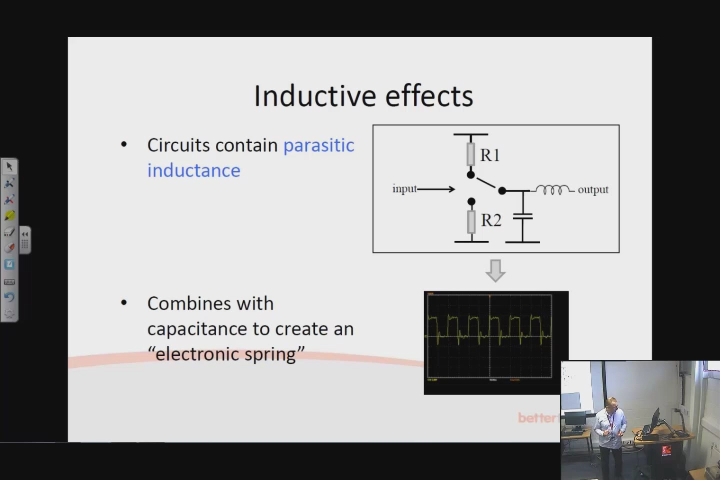 Inductive effects
• Circuits contain parasitic
inductance
R1
input
output
R2
• Combines with
capacitance to create an
“electronic spring”
better